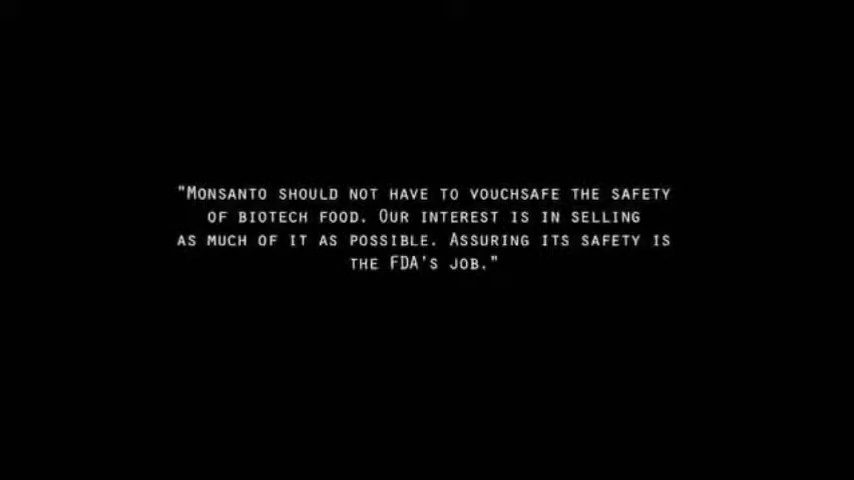 "Monsanto should not have to vouchsafe the safety
of biotech food. Our interest is in selling
as much of it as possible. Assuring its safety is
the FDA's job."